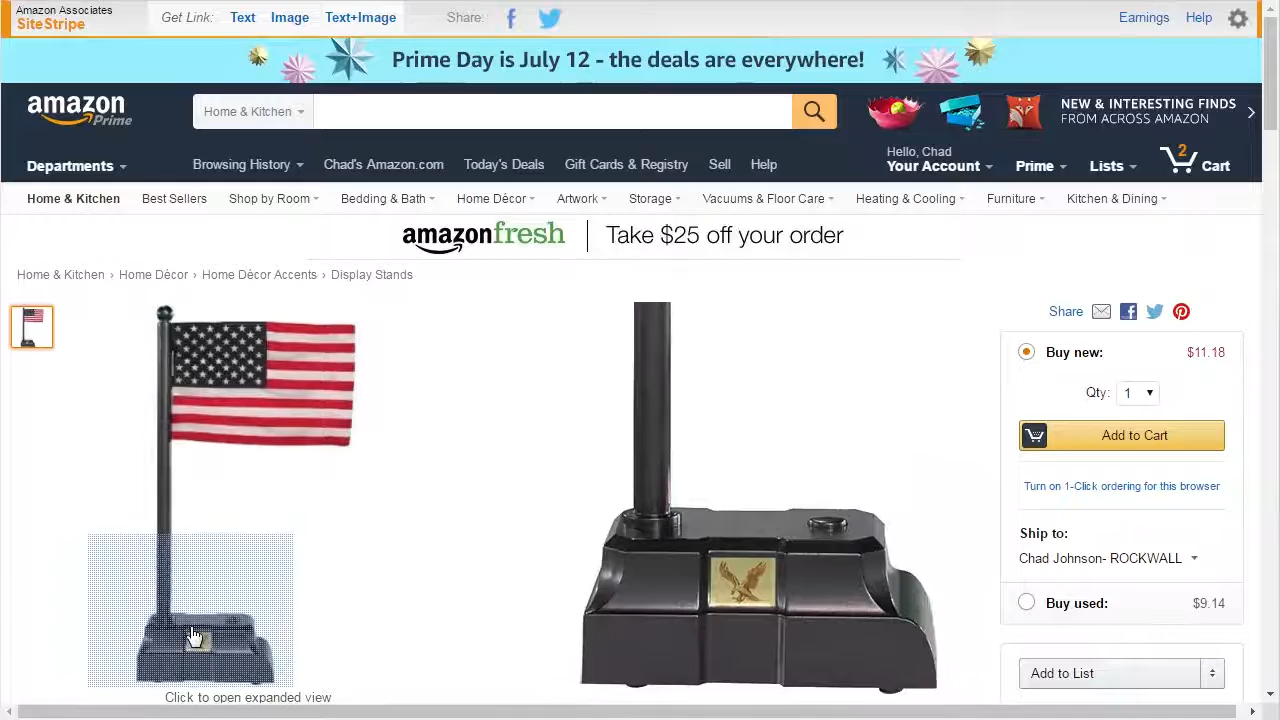 Amazon Associates
SiteStripe
Get Link: Text Image Text+Image Share: Earnings Help
Prime Day is July 12 - the deals are everywhere!
amazon Prime
Home & Kitchen
NEW & INTERESTING FINDS
FROM ACROSS AMAZON
Departments Browsing History Chad's Amazon.com Today's Deals Gift Cards & Registry Sell Help
Hello, Chad
Your Account Prime Lists 2 Cart
Home & Kitchen Best Sellers Shop by Room Bedding & Bath Home Décor Artwork Storage Vacuums & Floor Care Heating & Cooling Furniture Kitchen & Dining
amazonfresh Take $25 off your order
Home & Kitchen › Home Décor › Home Décor Accents › Display Stands
Share
Buy new: $11.18
Qty: 1
Add to Cart
Turn on 1-Click ordering for this browser
Ship to:
Chad Johnson- ROCKWALL
Buy used: $9.14
Add to List
Click to open expanded view